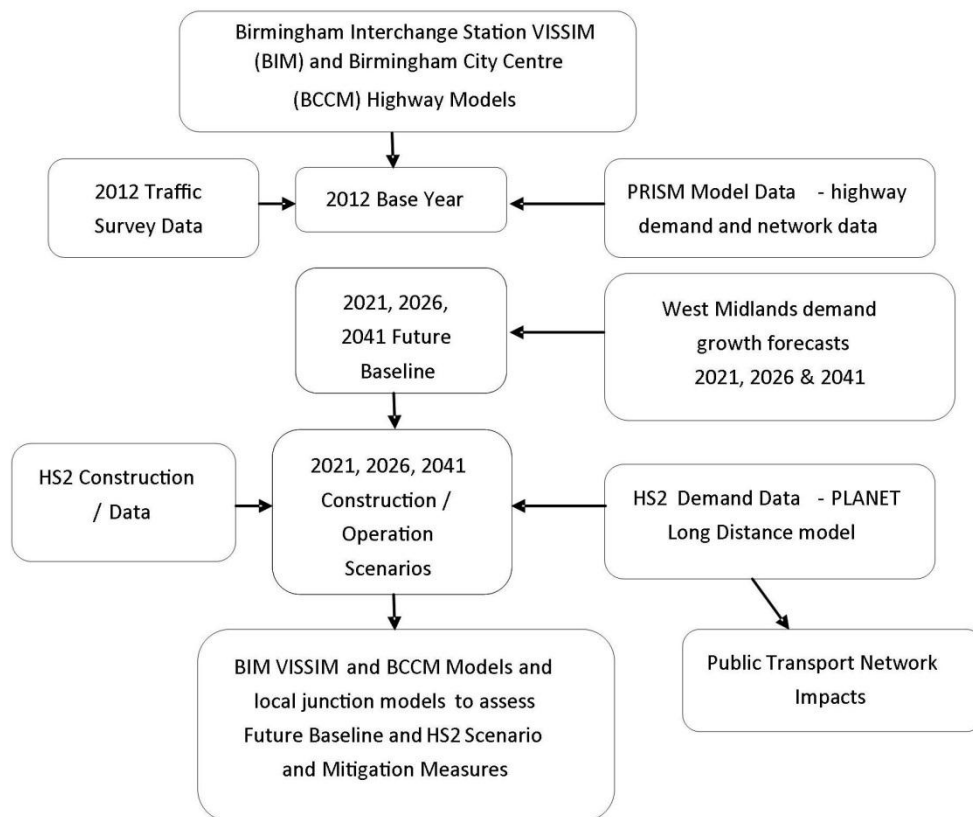 Birmingham Interchange Station VISSIM
(BIM) and Birmingham City Centre
(BCCM) Highway Models
2012 Traffic
Survey Data
2012 Base Year
PRISM Model Data - highway
demand and network data
2021, 2026,
2041 Future
Baseline
West Midlands demand
growth forecasts
2021, 2026 & 2041
HS2 Construction
/ Data
2021, 2026, 2041
Construction /
Operation
Scenarios
HS2 Demand Data - PLANET
Long Distance model
BIM VISSIM and BCCM Models and
local junction models to assess
Future Baseline and HS2 Scenario
and Mitigation Measures
Public Transport Network
Impacts